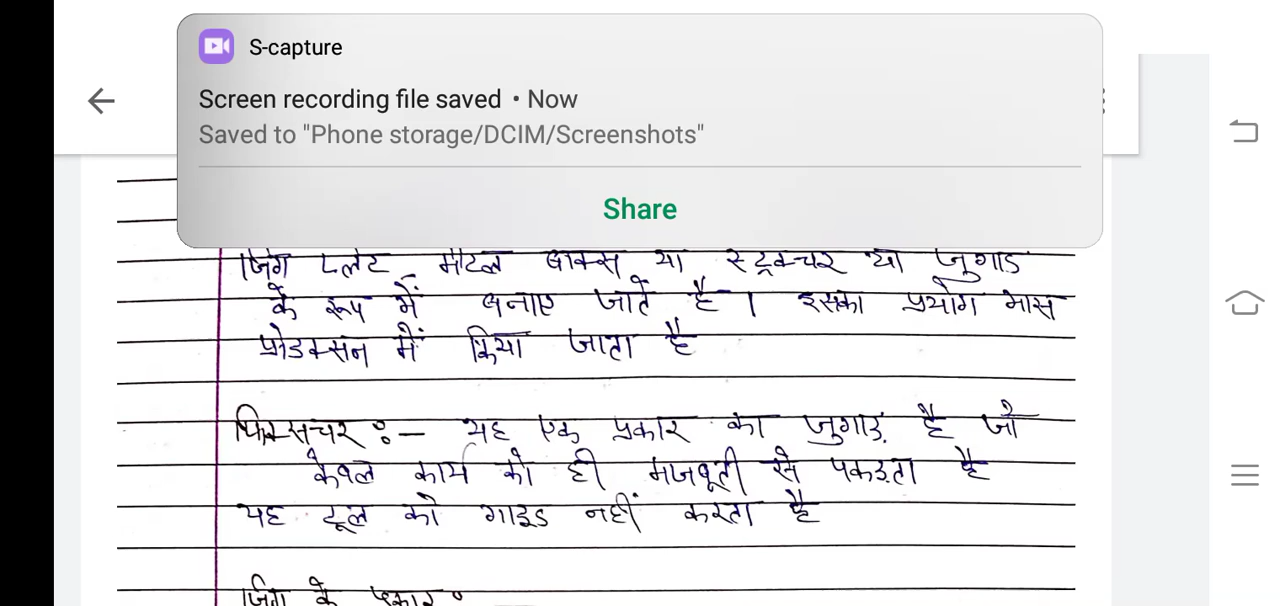 S-capture
Screen recording file saved • Now
Saved to "Phone storage/DCIM/Screenshots"
Share
जिग प्लेट मेटल बाक्स या स्ट्रक्चर या जुगाड
के रूप में बनाए जाते है । इसका प्रयोग मास
प्रोडक्सन में किया जाता है
फिक्सचर :- यह एक प्रकार का जुगाड़ है जो
केवल कार्य को ही मजबूती से पकडता है
यह टूल को गाइड नहीं करता है
जिग के प्रकार :